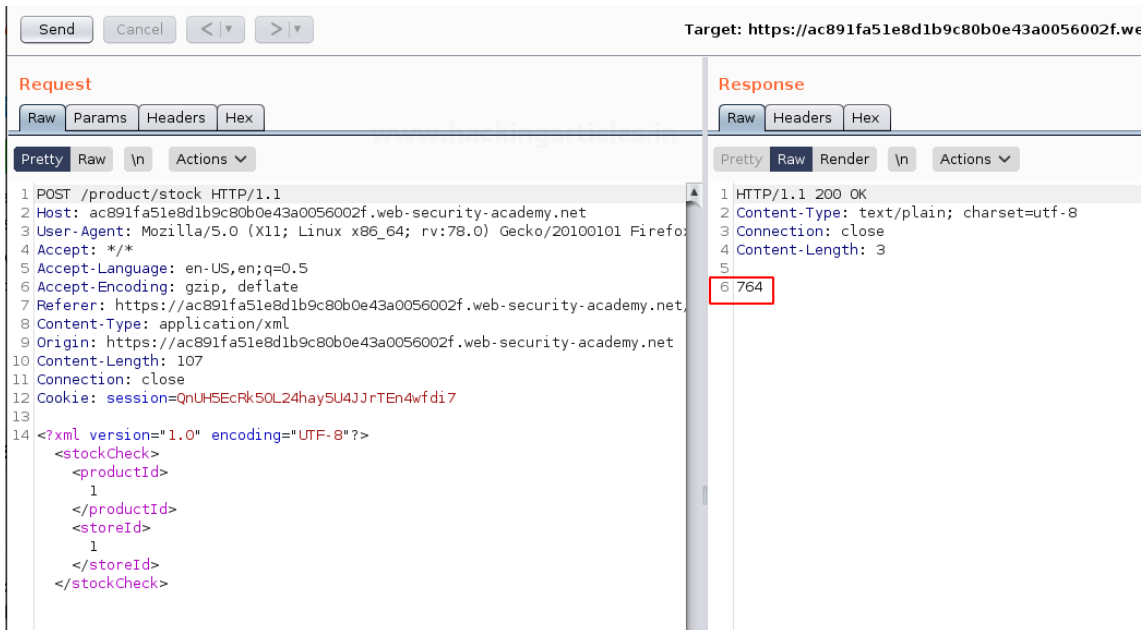 Send Cancel < > Target: https://ac891fa51e8d1b9c80b0e43a0056002f.we
Request
Raw Params Headers Hex
www.hackingarticles.in
Pretty Raw \n Actions
1 POST /product/stock HTTP/1.1
2 Host: ac891fa51e8d1b9c80b0e43a0056002f.web-security-academy.net
3 User-Agent: Mozilla/5.0 (X11; Linux x86_64; rv:78.0) Gecko/20100101 Firefo
4 Accept: */*
5 Accept-Language: en-US,en;q=0.5
6 Accept-Encoding: gzip, deflate
7 Referer: https://ac891fa51e8d1b9c80b0e43a0056002f.web-security-academy.net/
8 Content-Type: application/xml
9 Origin: https://ac891fa51e8d1b9c80b0e43a0056002f.web-security-academy.net
10 Content-Length: 107
11 Connection: close
12 Cookie: session=QnUH5EcRk5OL24hay5U4JJrTEn4wfdi7
13
14 <?xml version="1.0" encoding="UTF-8"?>
<stockCheck>
<productId>
1
</productId>
<storeId>
1
</storeId>
</stockCheck>
Response
Raw Headers Hex
Pretty Raw Render \n Actions
1 HTTP/1.1 200 OK
2 Content-Type: text/plain; charset=utf-8
3 Connection: close
4 Content-Length: 3
5
6 764